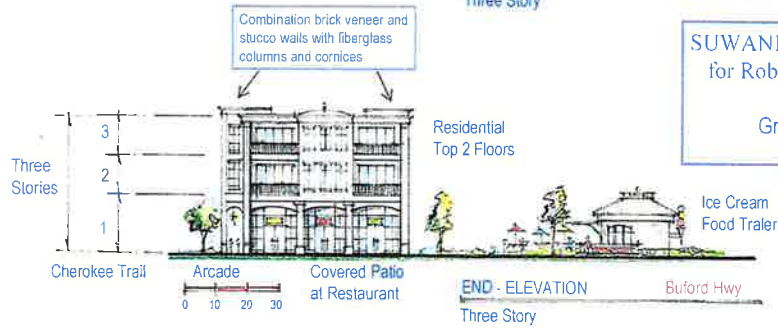 Three Story
Combination brick veneer and
stucco walls with fiberglass
columns and cornices
SUWAN
for Rob
Gr
3
2
1
Three
Stories
Residential
Top 2 Floors
Ice Cream
Food Traler
Cherokee Trail
Arcade
0 10 20 30
Covered Patio
at Restaurant
END - ELEVATION
Three Story
Buford Hwy